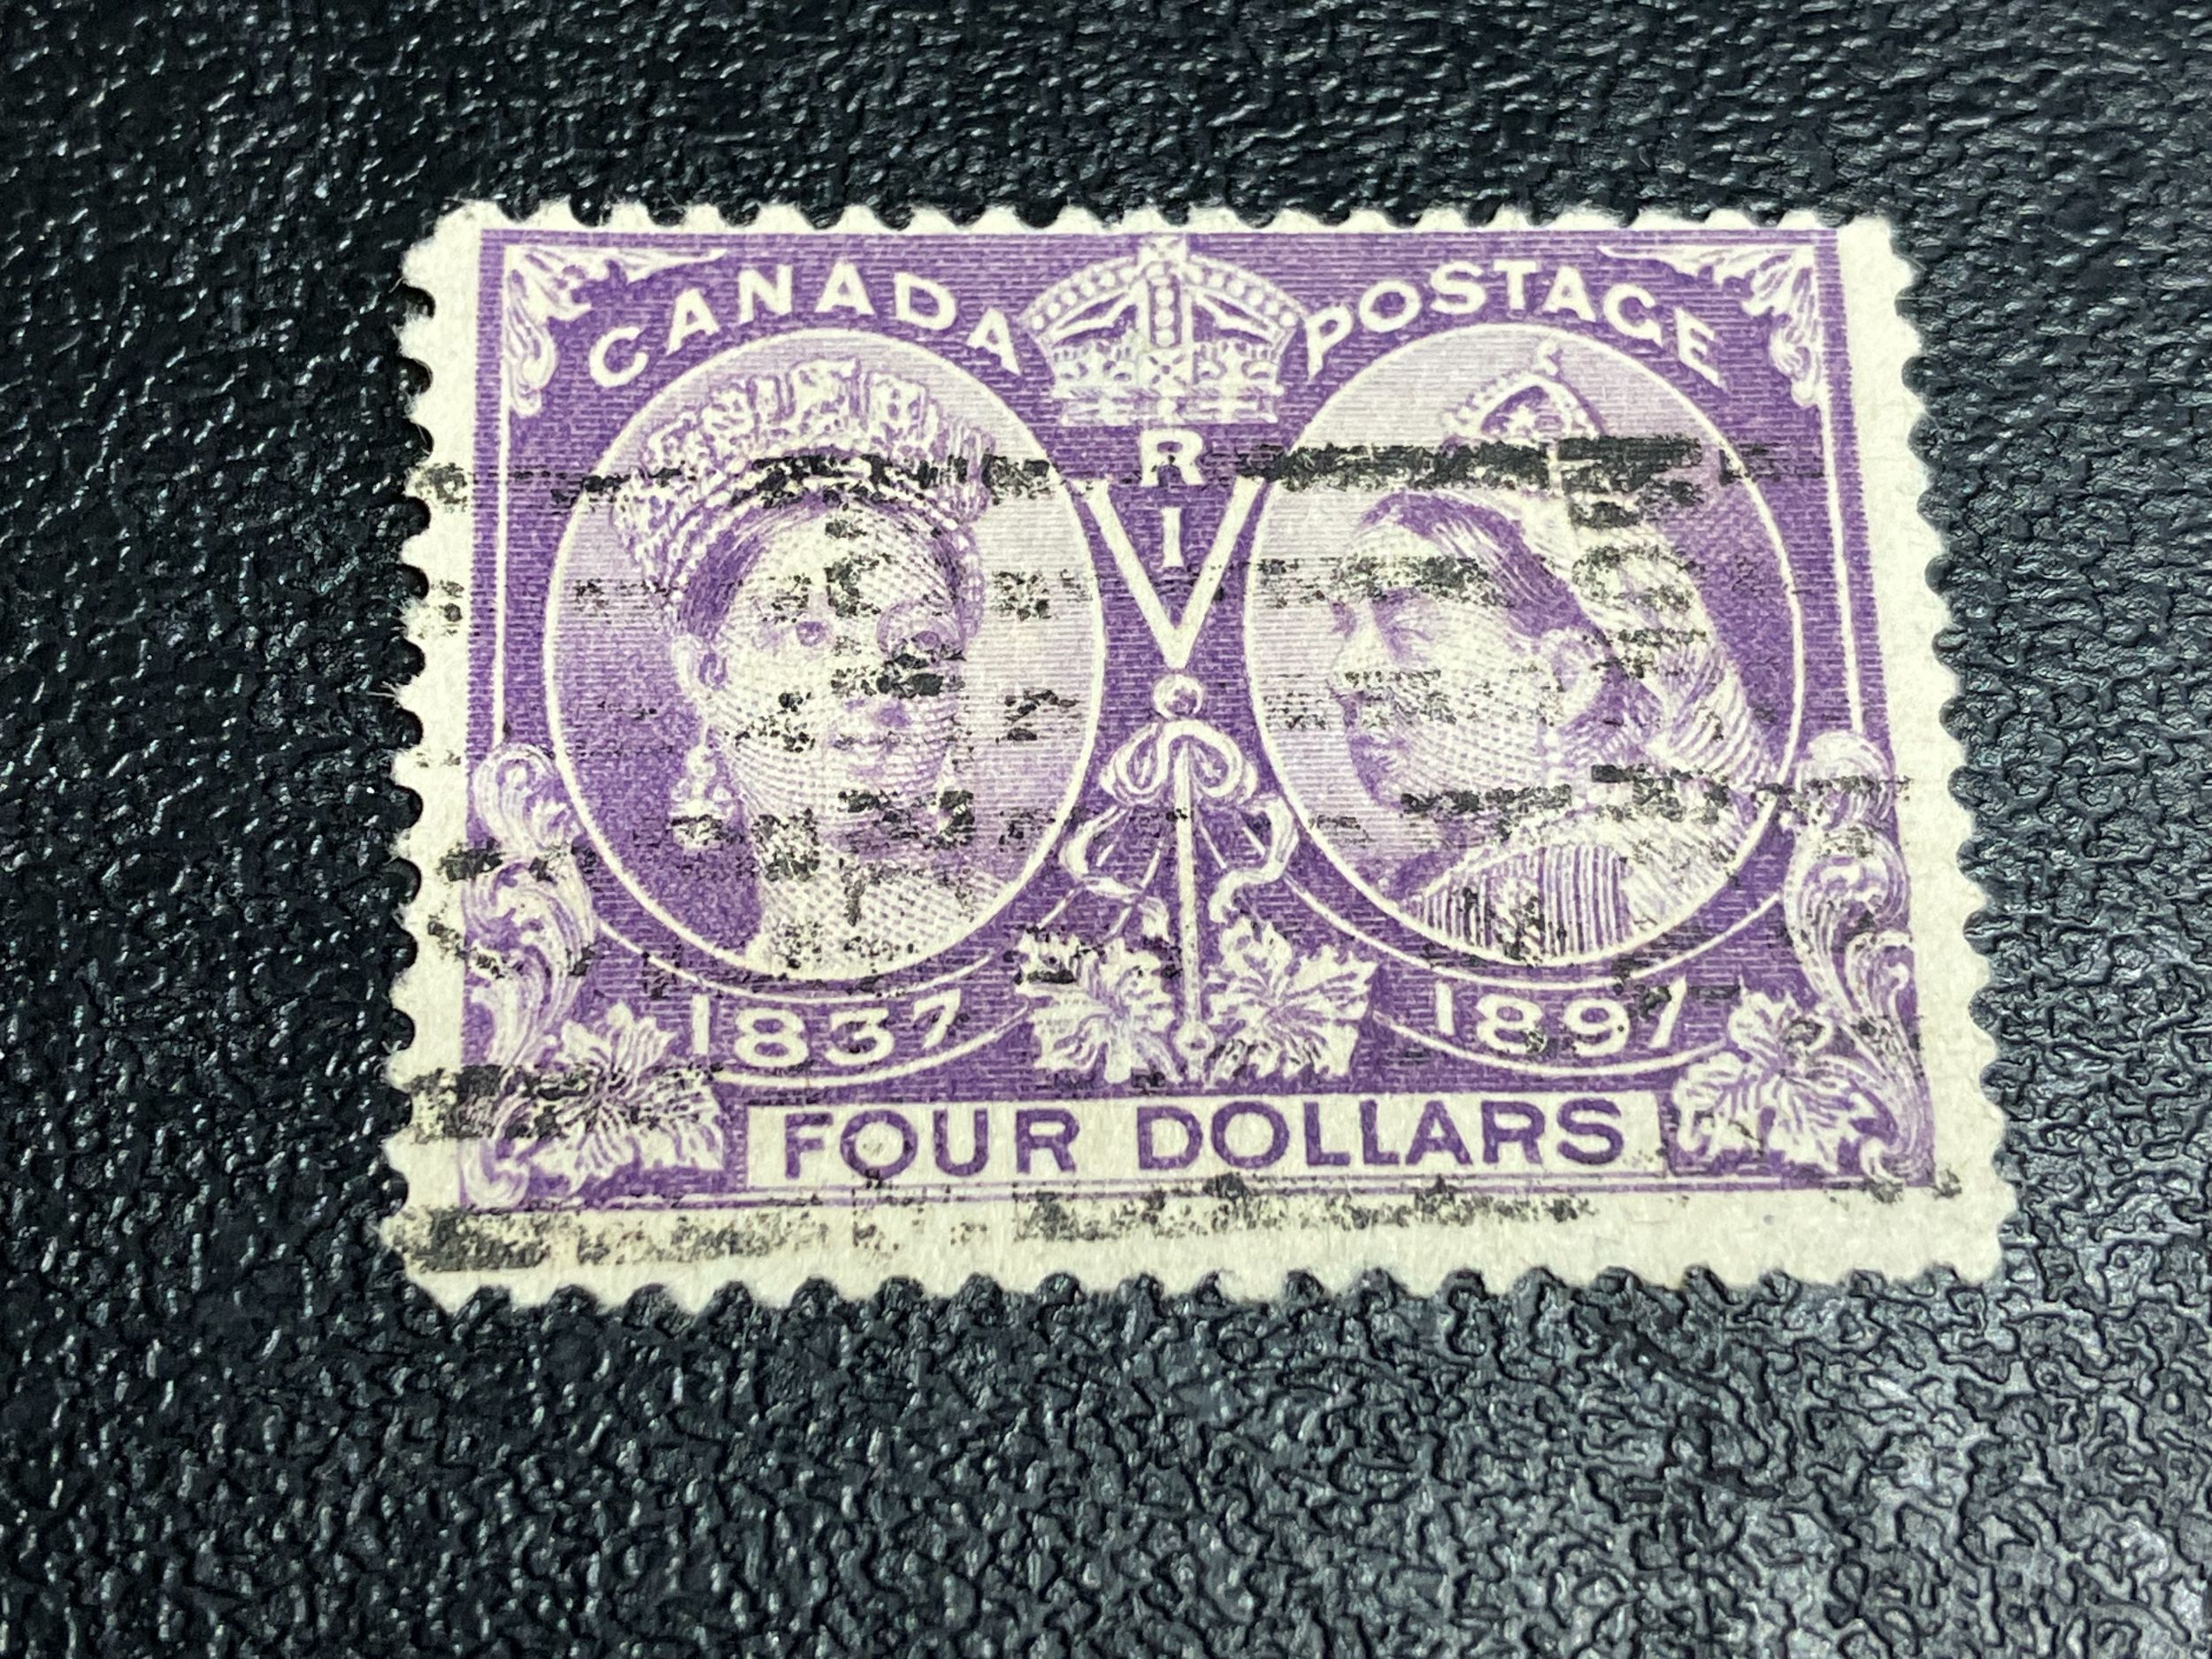 CANADA POSTAGE
R
I
V
1837 1897
FOUR DOLLARS